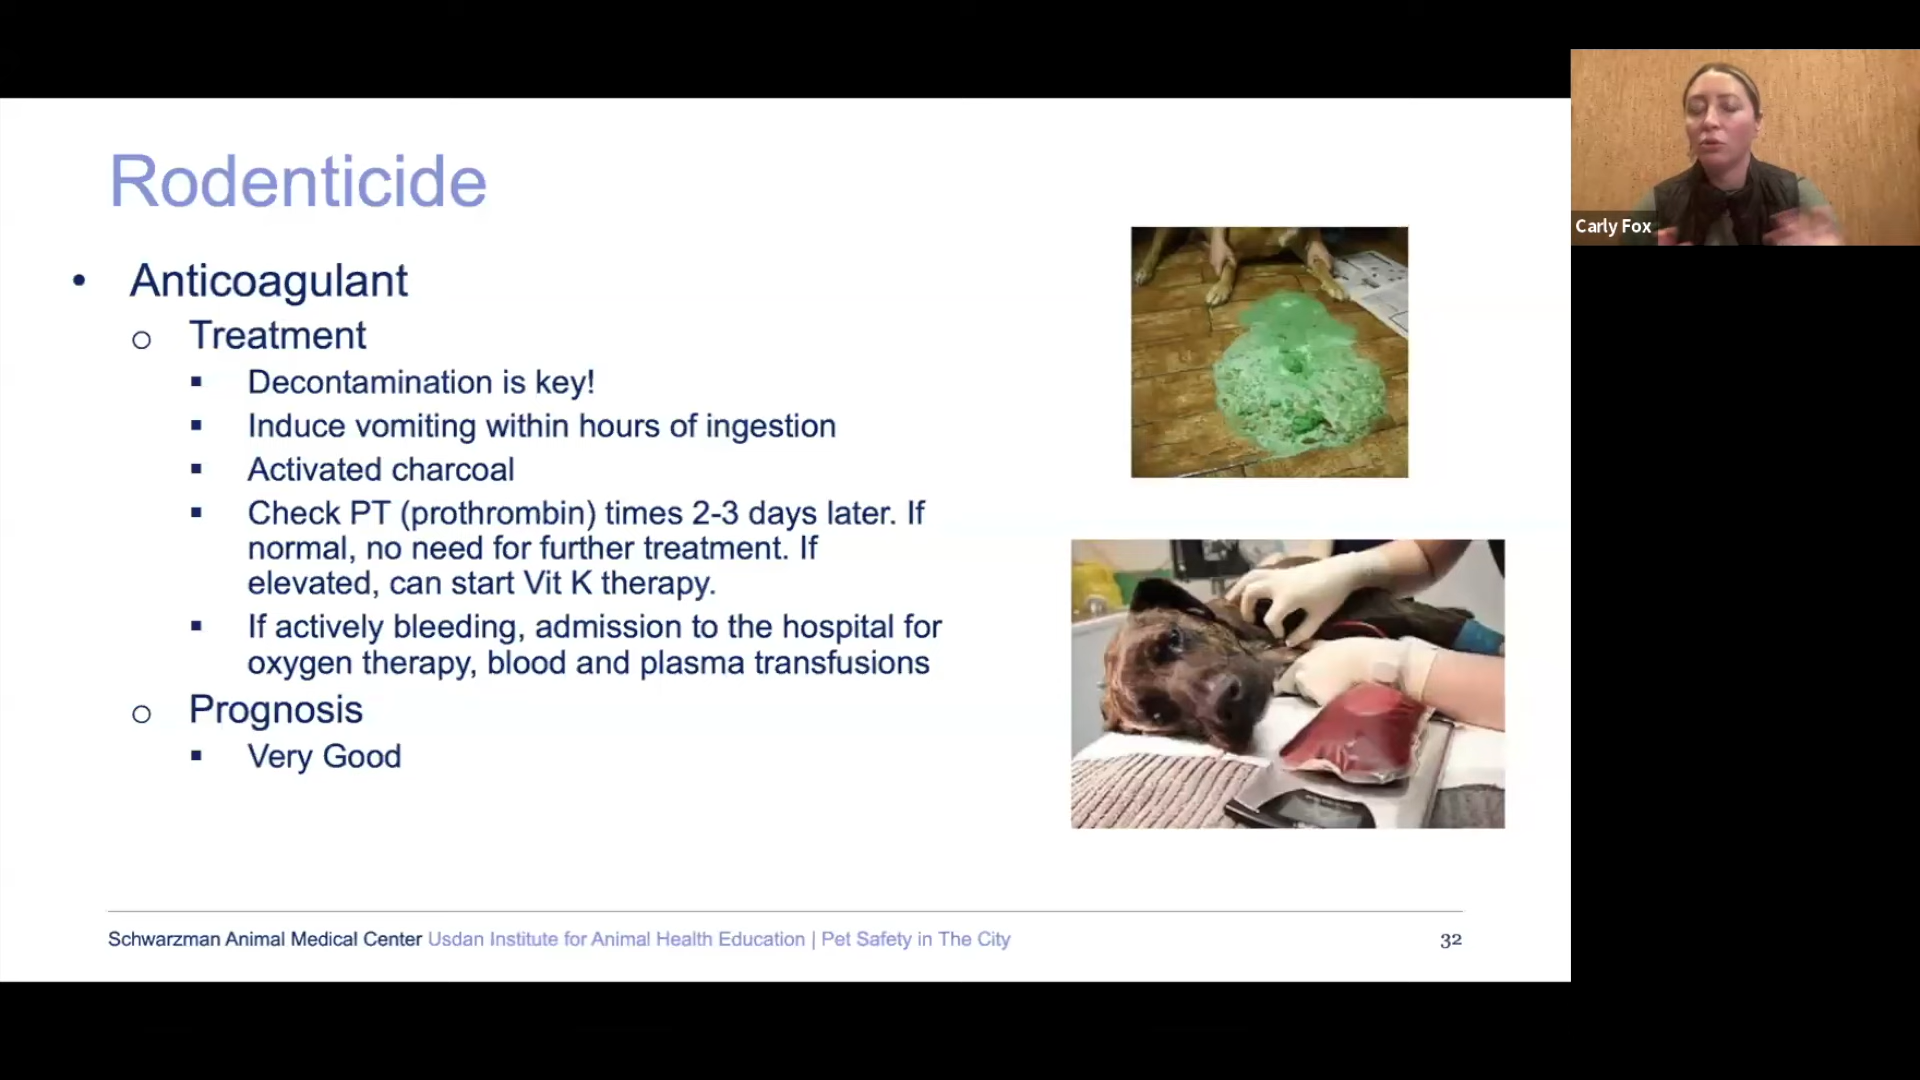 Rodenticide
• Anticoagulant
o Treatment
▪ Decontamination is key!
▪ Induce vomiting within hours of ingestion
▪ Activated charcoal
▪ Check PT (prothrombin) times 2-3 days later. If
normal, no need for further treatment. If
elevated, can start Vit K therapy.
▪ If actively bleeding, admission to the hospital for
oxygen therapy, blood and plasma transfusions
o Prognosis
▪ Very Good
Schwarzman Animal Medical Center Usdan Institute for Animal Health Education | Pet Safety in The City
32
Carly Fox